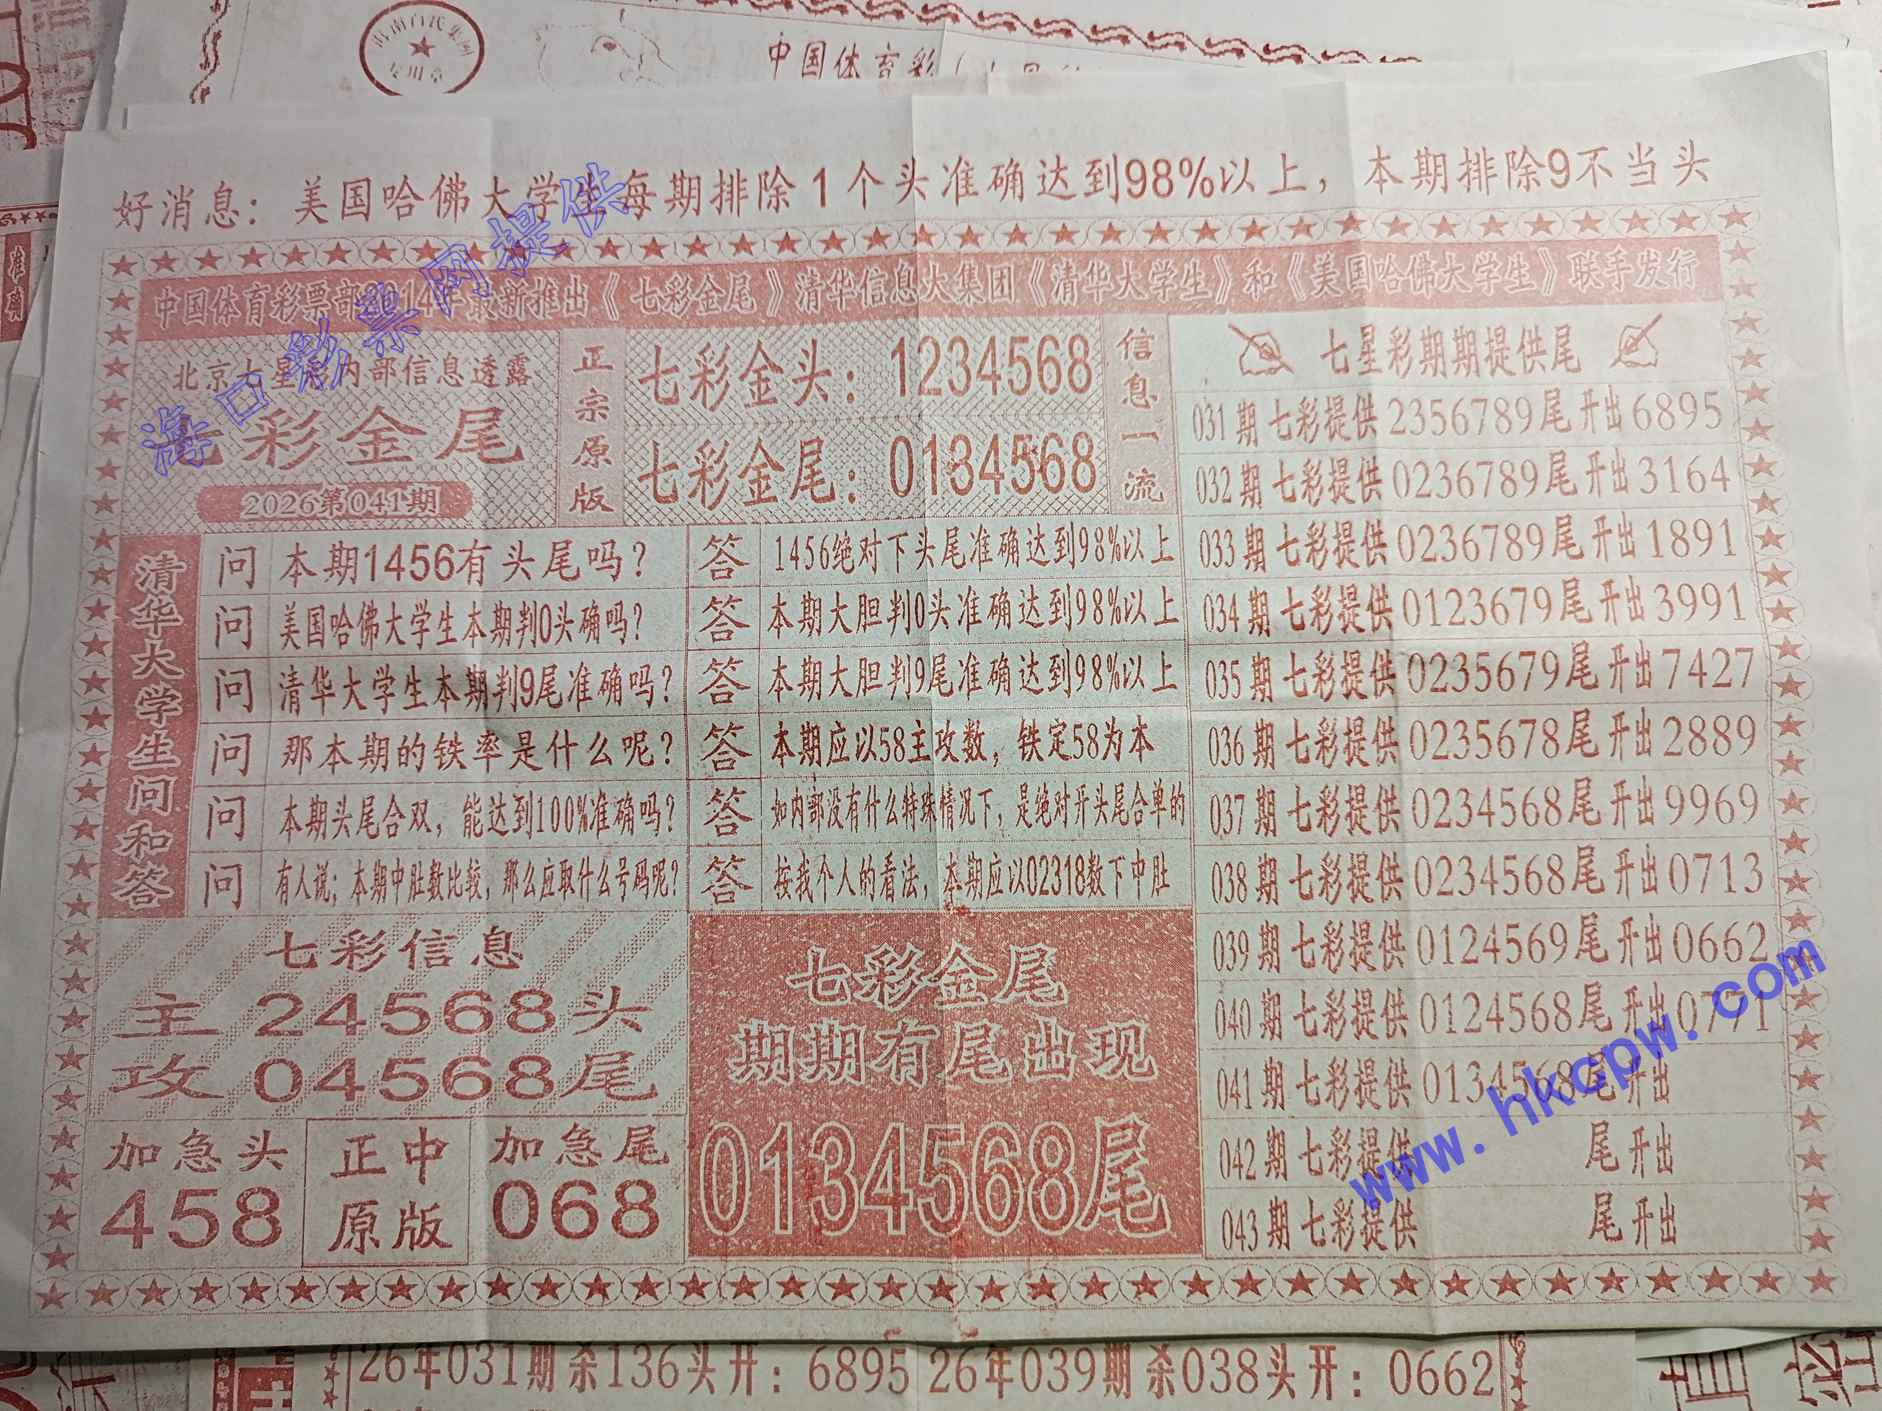 中国体育彩
好消息：美国哈佛大学生每期排除1个头准确达到98%以上，本期排除9不当头
海口彩票网提供
中国体育彩票部 14 最新推出《七彩金尾》清华信息大集团《清华大学生》和《美国哈佛大学生》联手发行
北京七星彩内部信息透露
七彩金尾
2026第041期
正宗原版
七彩金头：1234568
七彩金尾：0134568
信息一流
清华大学生问和答
问 本期1456有头尾吗？ 答 1456绝对下头尾准确达到98%以上
问 美国哈佛大学生本期判0头确吗？ 答 本期大胆判0头准确达到98%以上
问 清华大学生本期判9尾准确吗？ 答 本期大胆判9尾准确达到98%以上
问 那本期的铁率是什么呢？ 答 本期应以58主攻数，铁定58为本
问 本期头尾合双，能达到100%准确吗？ 答 如内部没有什么特珠情况下，是绝对开头尾合单的
问 有人说；本期中肚数比较，那么应取什么号码呢？ 答 按我个人的看法，本期应以02318数下中肚
七彩信息
主 24568头
攻 04568尾
加急头
458
正中
原版
加急尾
068
七彩金尾
期期有尾出现
0134568尾
七星彩期期提供尾
031期七彩提供2356789尾开出6895
032期七彩提供0236789尾开出3164
033期七彩提供0236789尾开出1891
034期七彩提供0123679尾开出3991
035期七彩提供0235679尾开出7427
036期七彩提供0235678尾开出2889
037期七彩提供0234568尾开出9969
038期七彩提供0234568尾开出0713
039期七彩提供0124569尾开出0662
040期七彩提供0124568尾开出0771
041期七彩提供0134568尾开出
042期七彩提供 尾开出
043期七彩提供 尾开出
www.hkcpw.com
26年031期杀136头开：6895 26年039期杀038头开：0662